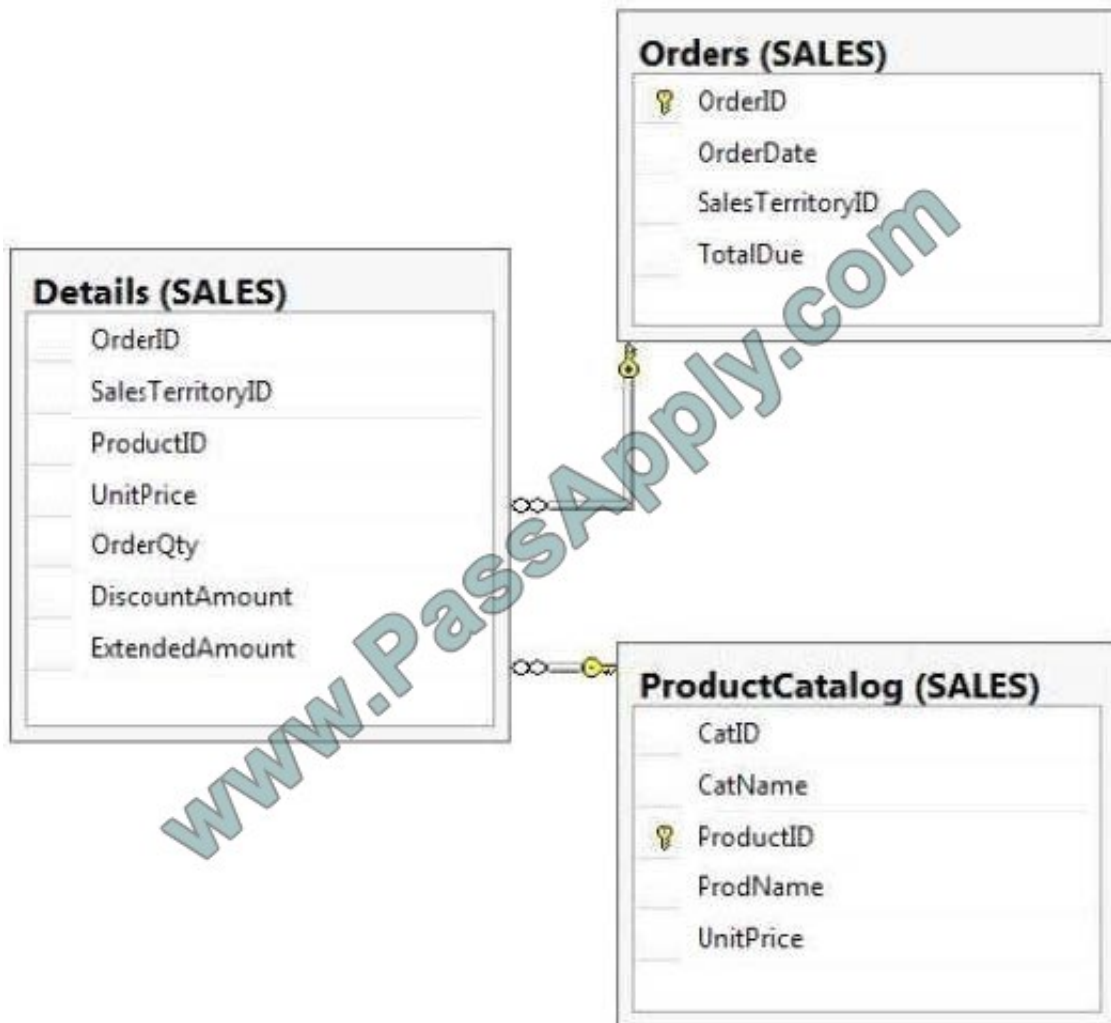 Orders (SALES)
OrderID
OrderDate
SalesTerritoryID
TotalDue
Details (SALES)
OrderID
SalesTerritoryID
ProductID
UnitPrice
OrderQty
DiscountAmount
ExtendedAmount
ProductCatalog (SALES)
CatID
CatName
ProductID
ProdName
UnitPrice
www.PassApply.com